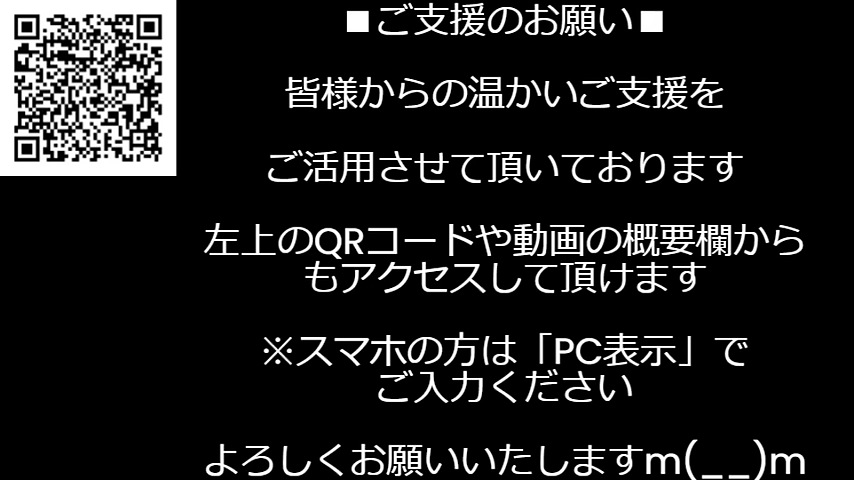 ■ご支援のお願い■
皆様からの温かいご支援を
ご活用させて頂いております
左上のQRコードや動画の概要欄から
もアクセスして頂けます
※スマホの方は「PC表示」で
ご入力ください
よろしくお願いいたしますm(__)m